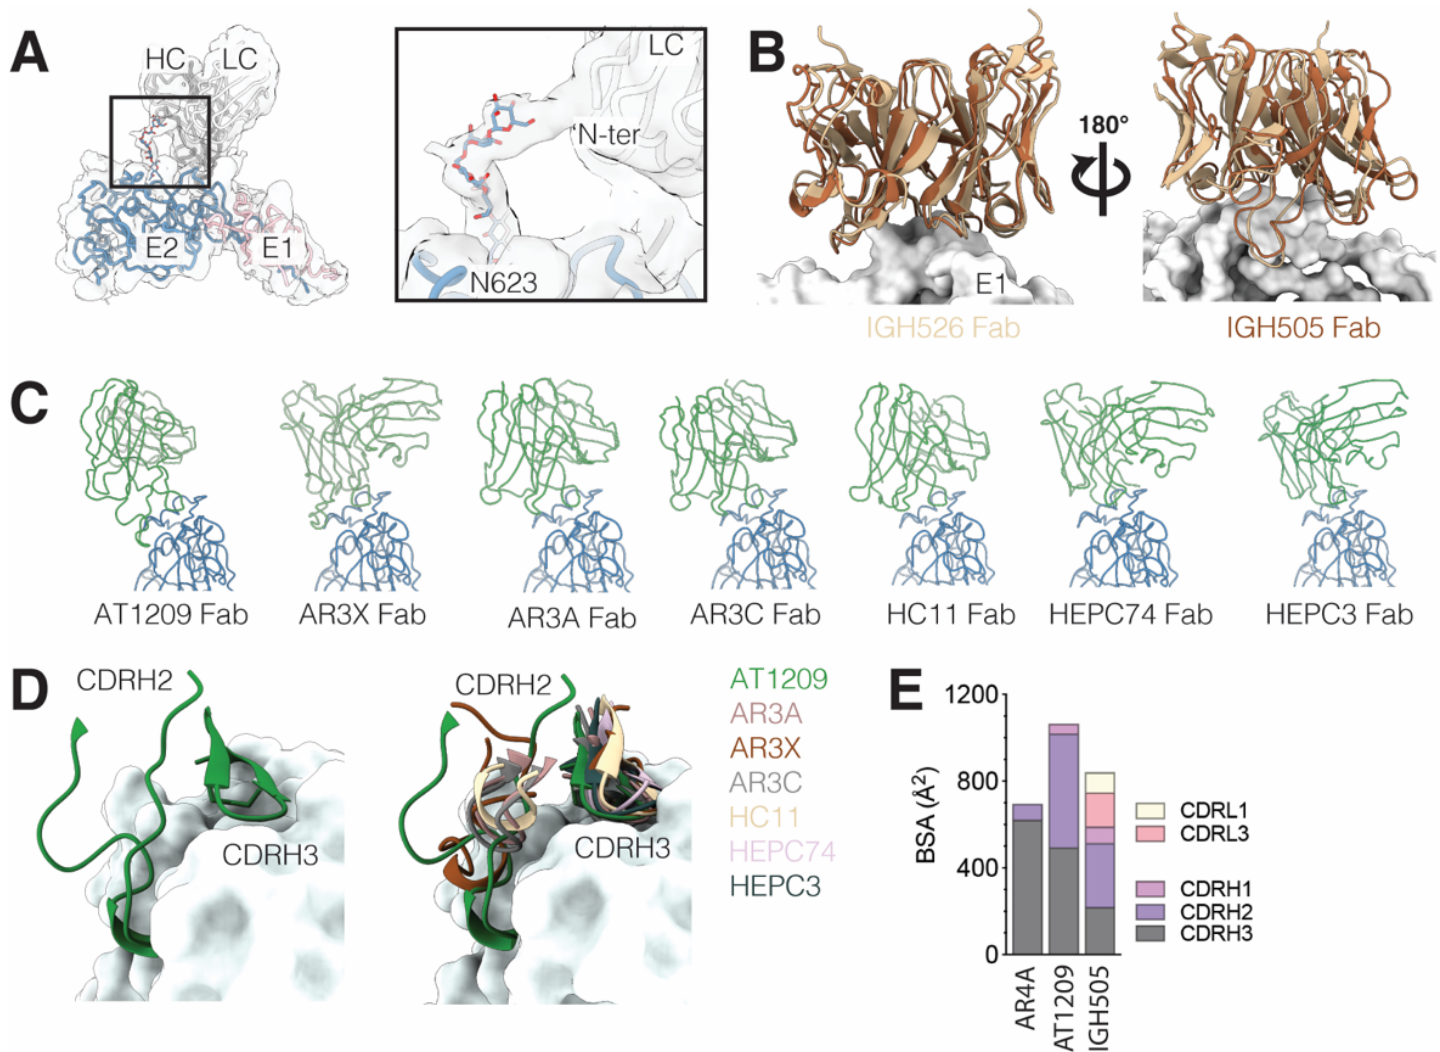 A
HC
LC
E2
E1
LC
'N-ter
N623
B
180°
E1
IGH526 Fab
IGH505 Fab
C
AT1209 Fab
AR3X Fab
AR3A Fab
AR3C Fab
HC11 Fab
HEPC74 Fab
HEPC3 Fab
D
CDRH2
CDRH3
CDRH2
CDRH3
AT1209
AR3A
AR3X
AR3C
HC11
HEPC74
HEPC3
E
BSA (Å²)
1200
800
400
0
AR4A
AT1209
IGH505
CDRL1
CDRL3
CDRH1
CDRH2
CDRH3